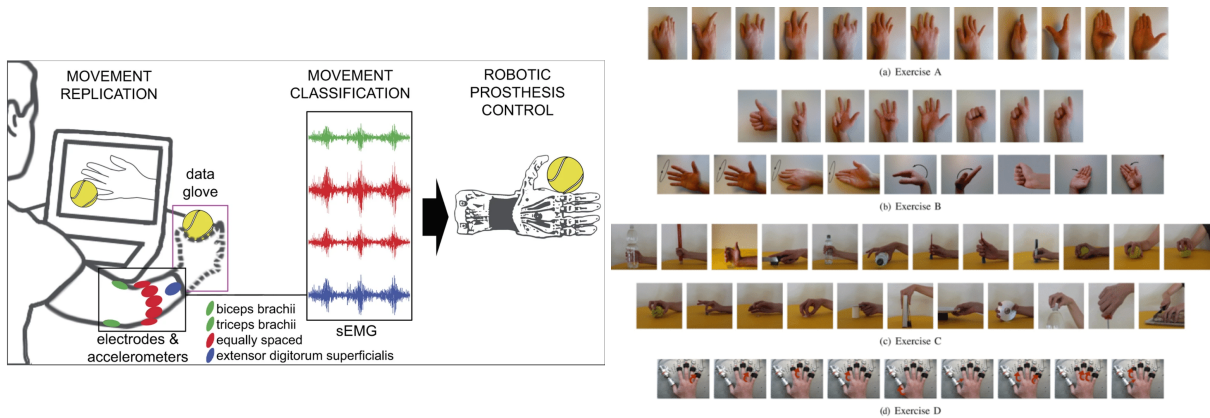 MOVEMENT
REPLICATION
MOVEMENT
CLASSIFICATION
ROBOTIC
PROSTHESIS
CONTROL
data
glove
biceps brachii
triceps brachii
equally spaced
extensor digitorum superficialis
electrodes &
accelerometers
sEMG
(a) Exercise A
(b) Exercise B
(c) Exercise C
(d) Exercise D